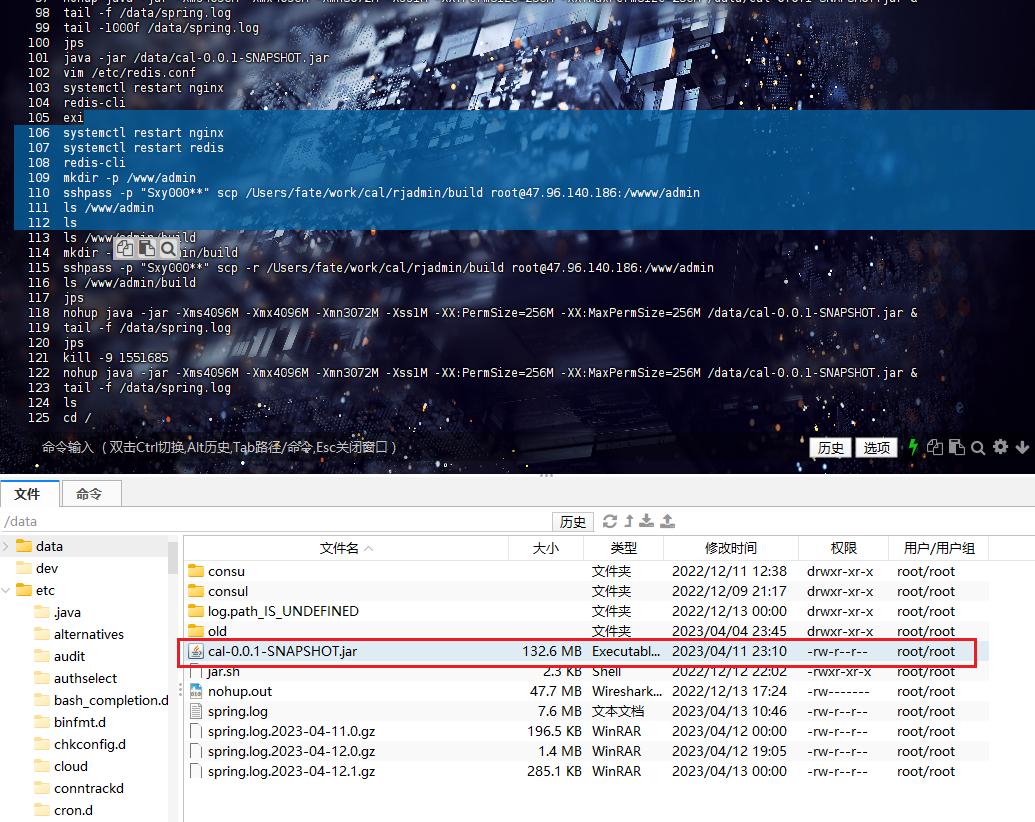 98 tail -f /data/spring.log
99 tail -1000f /data/spring.log
100 jps
101 java -jar /data/cal-0.0.1-SNAPSHOT.jar
102 vim /etc/redis.conf
103 systemctl restart nginx
104 redis-cli
105 exi
106 systemctl restart nginx
107 systemctl restart redis
108 redis-cli
109 mkdir -p /www/admin
110 sshpass -p "Sxy000**" scp /Users/fate/work/cal/rjadmin/build root@47.96.140.186:/wwww/admin
111 ls /www/admin
112 ls
113 ls /www/admin/build
114 mkdir - in/build
115 sshpass -p "Sxy000**" scp -r /Users/fate/work/cal/rjadmin/build root@47.96.140.186:/www/admin
116 ls /www/admin/build
117 jps
118 nohup java -jar -Xms4096M -Xmx4096M -Xmn3072M -Xss1M -XX:PermSize=256M -XX:MaxPermSize=256M /data/cal-0.0.1-SNAPSHOT.jar &
119 tail -f /data/spring.log
120 jps
121 kill -9 1551685
122 nohup java -jar -Xms4096M -Xmx4096M -Xmn3072M -Xss1M -XX:PermSize=256M -XX:MaxPermSize=256M /data/cal-0.0.1-SNAPSHOT.jar &
123 tail -f /data/spring.log
124 ls
125 cd /
命令输入 (双击Ctrl切换,Alt历史,Tab路径/命令,Esc关闭窗口) 历史 选项
文件 命令
/data 历史
data
dev
etc
.java
alternatives
audit
authselect
bash_completion.d
binfmt.d
chkconfig.d
cloud
conntrackd
cron.d
文件名 大小 类型 修改时间 权限 用户/用户组
consu 文件夹 2022/12/11 12:38 drwxr-xr-x root/root
consul 文件夹 2022/12/09 21:17 drwxr-xr-x root/root
log.path_IS_UNDEFINED 文件夹 2022/12/13 00:00 drwxr-xr-x root/root
old 文件夹 2023/04/04 23:45 drwxr-xr-x root/root
cal-0.0.1-SNAPSHOT.jar 132.6 MB Executabl... 2023/04/11 23:10 -rw-r--r-- root/root
jar.sh 2.3 KB Shell 2022/12/12 22:02 -rwxr-xr-x root/root
nohup.out 47.7 MB Wireshark... 2022/12/13 17:24 -rw------- root/root
spring.log 7.6 MB 文本文档 2023/04/13 10:46 -rw-r--r-- root/root
spring.log.2023-04-11.0.gz 196.5 KB WinRAR 2023/04/12 00:00 -rw-r--r-- root/root
spring.log.2023-04-12.0.gz 1.4 MB WinRAR 2023/04/12 19:05 -rw-r--r-- root/root
spring.log.2023-04-12.1.gz 285.1 KB WinRAR 2023/04/13 00:00 -rw-r--r-- root/root